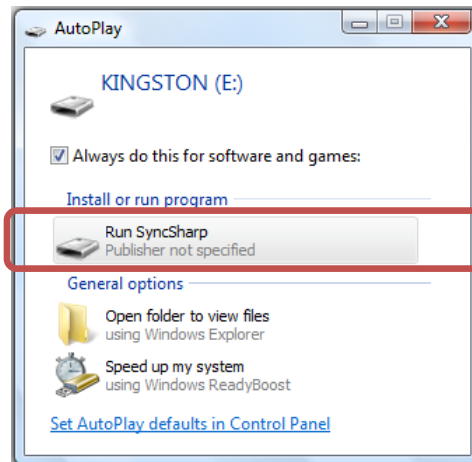 AutoPlay
KINGSTON (E:)
Always do this for software and games:
Install or run program
Run SyncSharp
Publisher not specified
General options
Open folder to view files
using Windows Explorer
Speed up my system
using Windows ReadyBoost
Set AutoPlay defaults in Control Panel